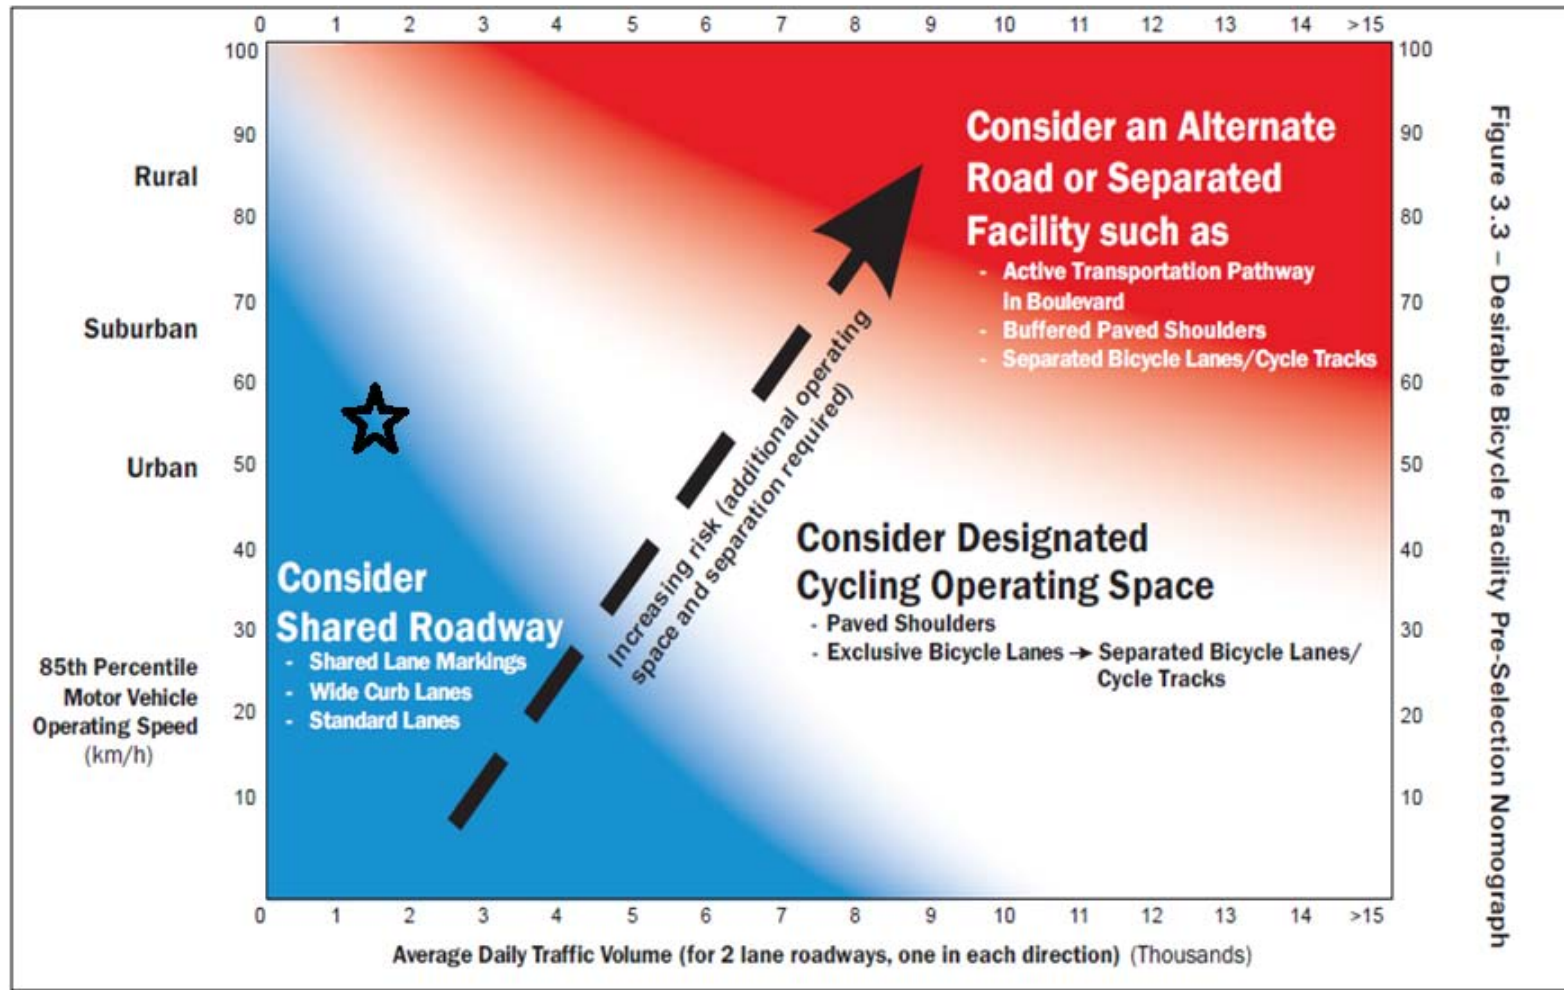 0 1 2 3 4 5 6 7 8 9 10 11 12 13 14 >15
100
90
80
70
60
50
40
30
20
10
Rural
Suburban
Urban
85th Percentile
Motor Vehicle
Operating Speed
(km/h)
Consider
Shared Roadway
- Shared Lane Markings
- Wide Curb Lanes
- Standard Lanes
Increasing risk (additional operating
space and separation required)
Consider an Alternate
Road or Separated
Facility such as
- Active Transportation Pathway
In Boulevard
- Buffered Paved Shoulders
- Separated Bicycle Lanes/Cycle Tracks
Consider Designated
Cycling Operating Space
- Paved Shoulders
- Exclusive Bicycle Lanes → Separated Bicycle Lanes/
Cycle Tracks
100
90
80
70
60
50
40
30
20
10
0 1 2 3 4 5 6 7 8 9 10 11 12 13 14 >15
Average Daily Traffic Volume (for 2 lane roadways, one in each direction) (Thousands)
Figure 3.3 – Desirable Bicycle Facility Pre-Selection Nomograph